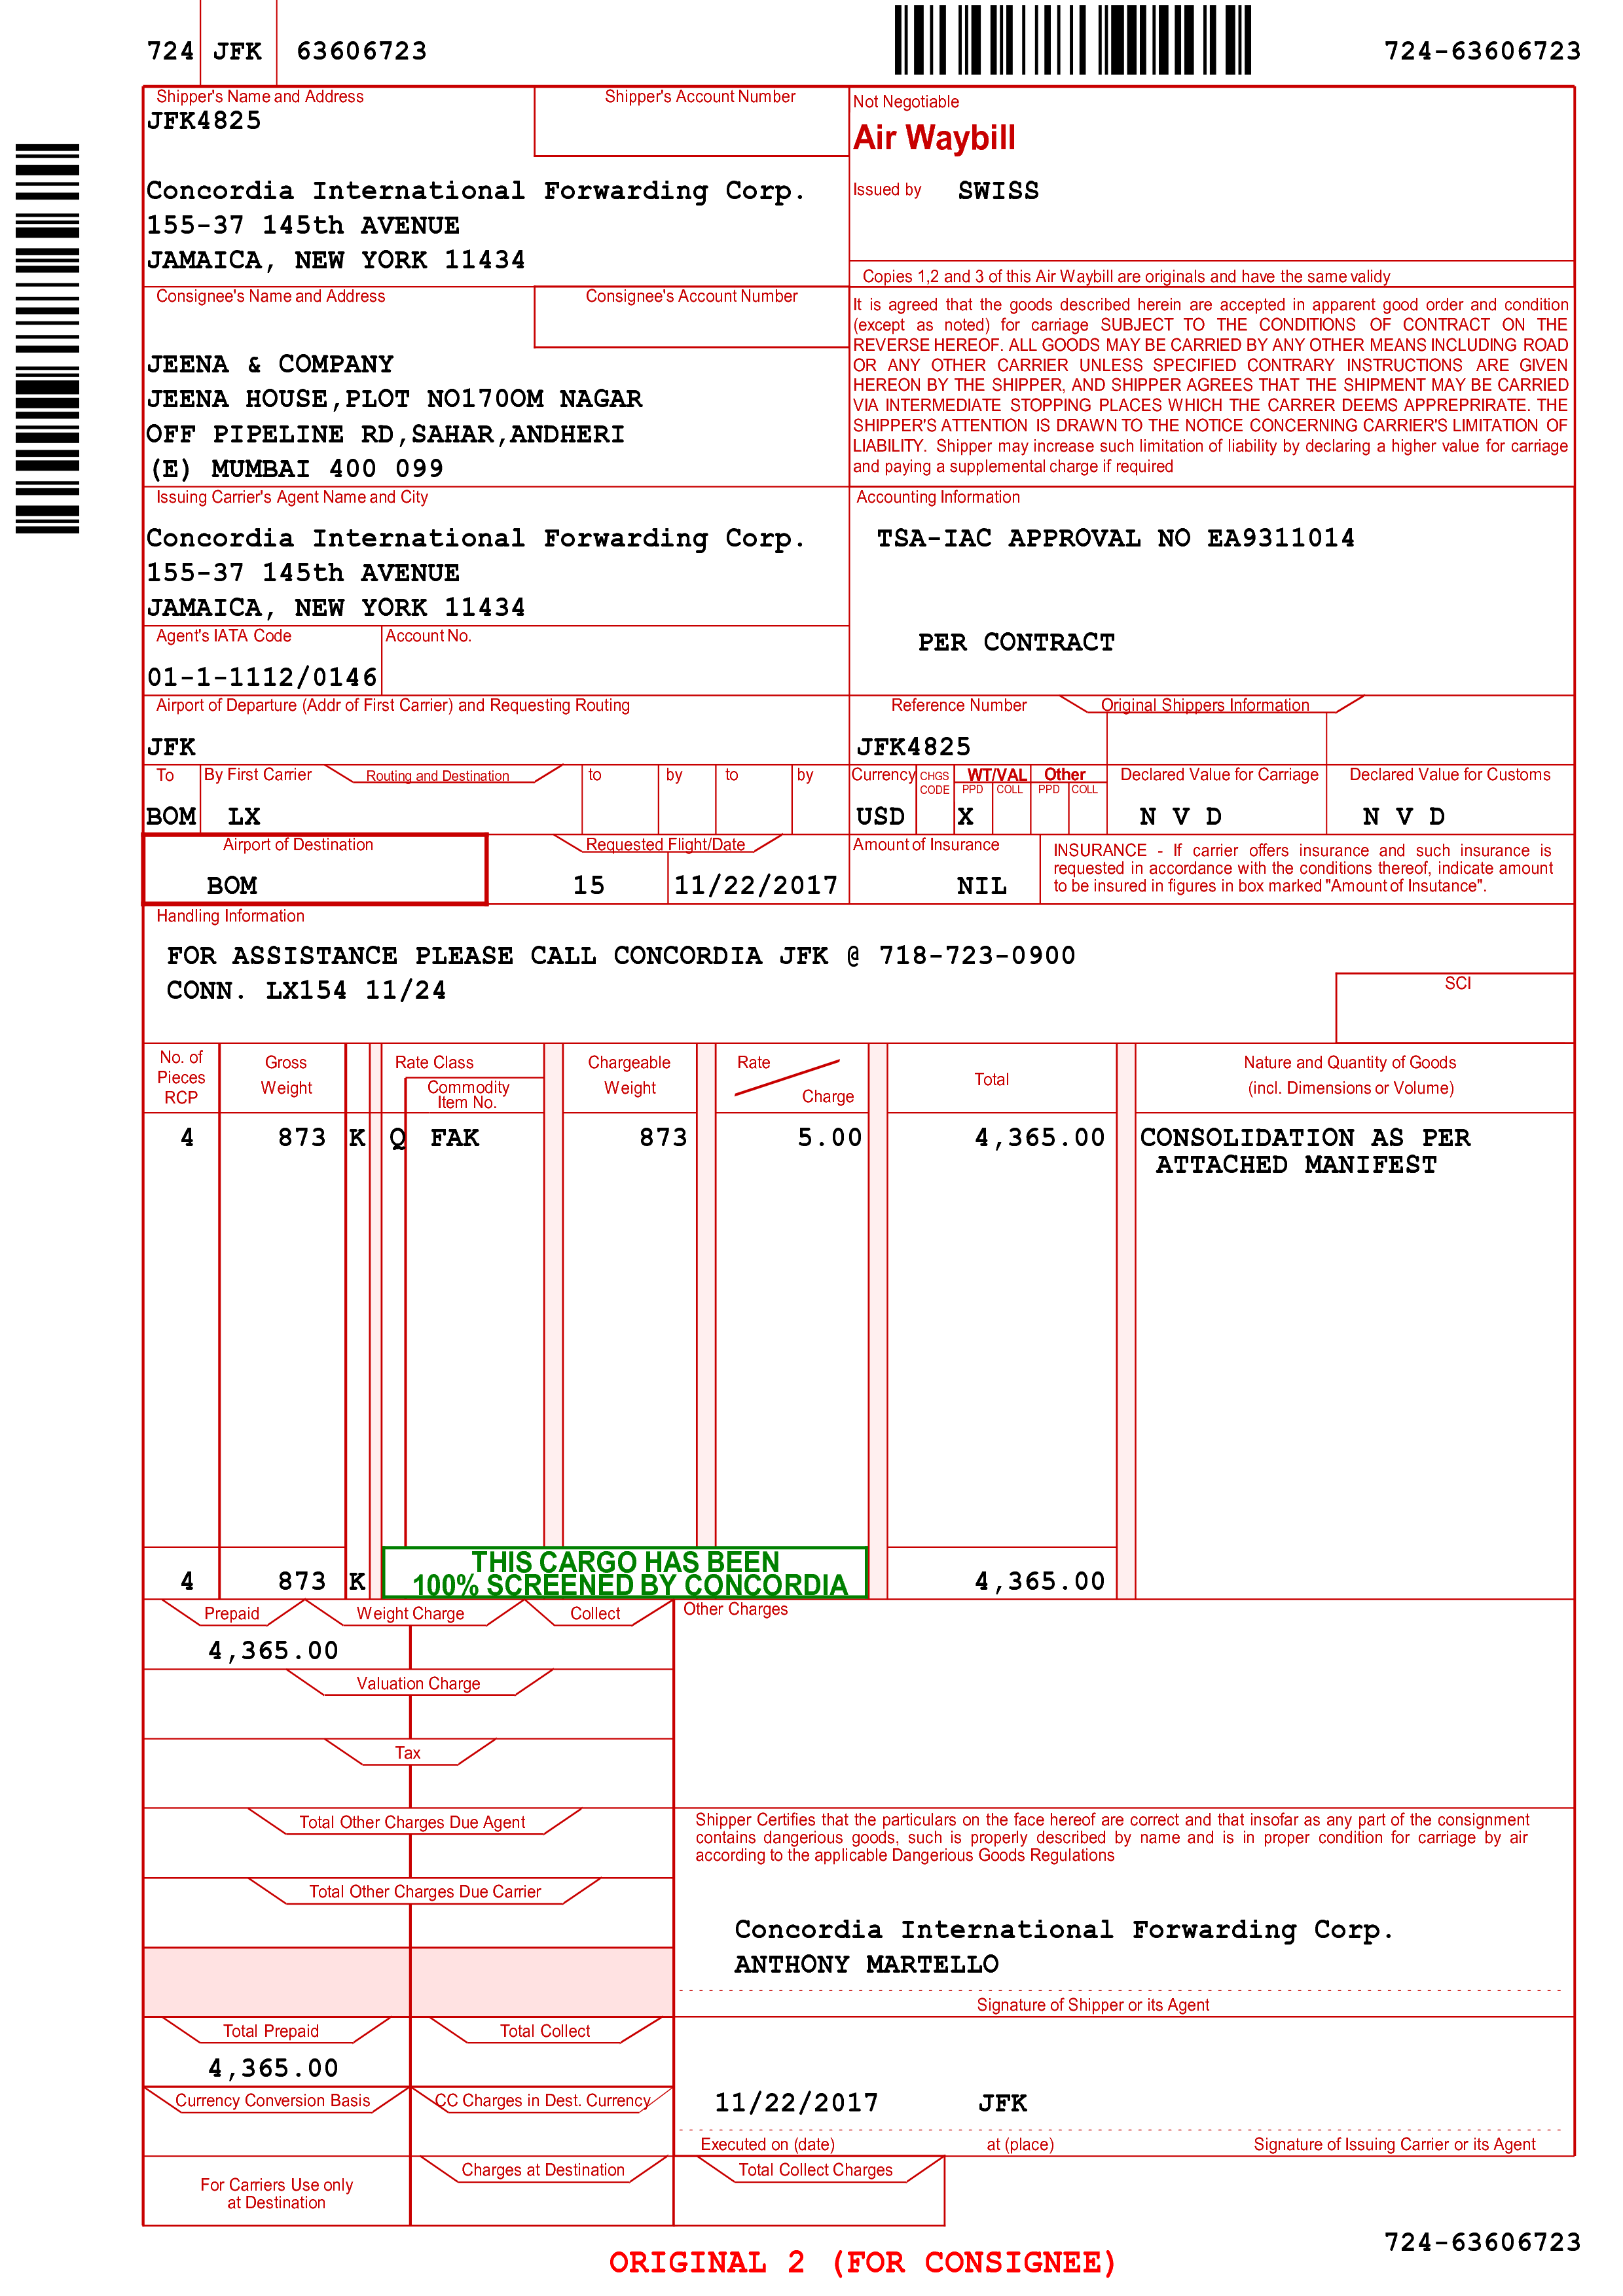 724 JFK 63606723
724-63606723
Shipper's Name and Address
Shipper's Account Number
JFK4825
Concordia International Forwarding Corp.
155-37 145th AVENUE
JAMAICA, NEW YORK 11434
Not Negotiable
Air Waybill
Issued by SWISS
Copies 1,2 and 3 of this Air Waybill are originals and have the same validy
Consignee's Name and Address
Consignee's Account Number
JEENA & COMPANY
JEENA HOUSE,PLOT NO170OM NAGAR
OFF PIPELINE RD,SAHAR,ANDHERI
(E) MUMBAI 400 099
It is agreed that the goods described herein are accepted in apparent good order and condition
(except as noted) for carriage SUBJECT TO THE CONDITIONS OF CONTRACT ON THE
REVERSE HEREOF. ALL GOODS MAY BE CARRIED BY ANY OTHER MEANS INCLUDING ROAD
OR ANY OTHER CARRIER UNLESS SPECIFIED CONTRARY INSTRUCTIONS ARE GIVEN
HEREON BY THE SHIPPER, AND SHIPPER AGREES THAT THE SHIPMENT MAY BE CARRIED
VIA INTERMEDIATE STOPPING PLACES WHICH THE CARRER DEEMS APPREPRIRATE. THE
SHIPPER'S ATTENTION IS DRAWN TO THE NOTICE CONCERNING CARRIER'S LIMITATION OF
LIABILITY. Shipper may increase such limitation of liability by declaring a higher value for carriage
and paying a supplemental charge if required
Issuing Carrier's Agent Name and City
Concordia International Forwarding Corp.
155-37 145th AVENUE
JAMAICA, NEW YORK 11434
Accounting Information
TSA-IAC APPROVAL NO EA9311014
PER CONTRACT
Agent's IATA Code
Account No.
01-1-1112/0146
Airport of Departure (Addr of First Carrier) and Requesting Routing
JFK
Reference Number
Original Shippers Information
JFK4825
To
By First Carrier
Routing and Destination
to
by
to
by
Currency
CHGS
CODE
WT/VAL
Other
PPD
COLL
PPD
COLL
Declared Value for Carriage
Declared Value for Customs
BOM LX
USD
X
N V D
N V D
Airport of Destination
BOM
Requested Flight/Date
15 11/22/2017
Amount of Insurance
NIL
INSURANCE - If carrier offers insurance and such insurance is
requested in accordance with the conditions thereof, indicate amount
to be insured in figures in box marked "Amount of Insutance".
Handling Information
FOR ASSISTANCE PLEASE CALL CONCORDIA JFK @ 718-723-0900
CONN. LX154 11/24
SCI
No. of
Pieces
RCP
Gross
Weight
Rate Class
Commodity
Item No.
Chargeable
Weight
Rate
Charge
Total
Nature and Quantity of Goods
(incl. Dimensions or Volume)
4 873 K Q FAK 873 5.00 4,365.00 CONSOLIDATION AS PER
ATTACHED MANIFEST
4 873 K
THIS CARGO HAS BEEN
100% SCREENED BY CONCORDIA
4,365.00
Prepaid
Weight Charge
Collect
Other Charges
4,365.00
Valuation Charge
Tax
Total Other Charges Due Agent
Shipper Certifies that the particulars on the face hereof are correct and that insofar as any part of the consignment
contains dangerous goods, such is properly described by name and is in proper condition for carriage by air
according to the applicable Dangerous Goods Regulations
Total Other Charges Due Carrier
Concordia International Forwarding Corp.
ANTHONY MARTELLO
Signature of Shipper or its Agent
Total Prepaid
Total Collect
4,365.00
Currency Conversion Basis
CC Charges in Dest. Currency
11/22/2017 JFK
Executed on (date)
at (place)
Signature of Issuing Carrier or its Agent
For Carriers Use only
at Destination
Charges at Destination
Total Collect Charges
724-63606723
ORIGINAL 2 (FOR CONSIGNEE)